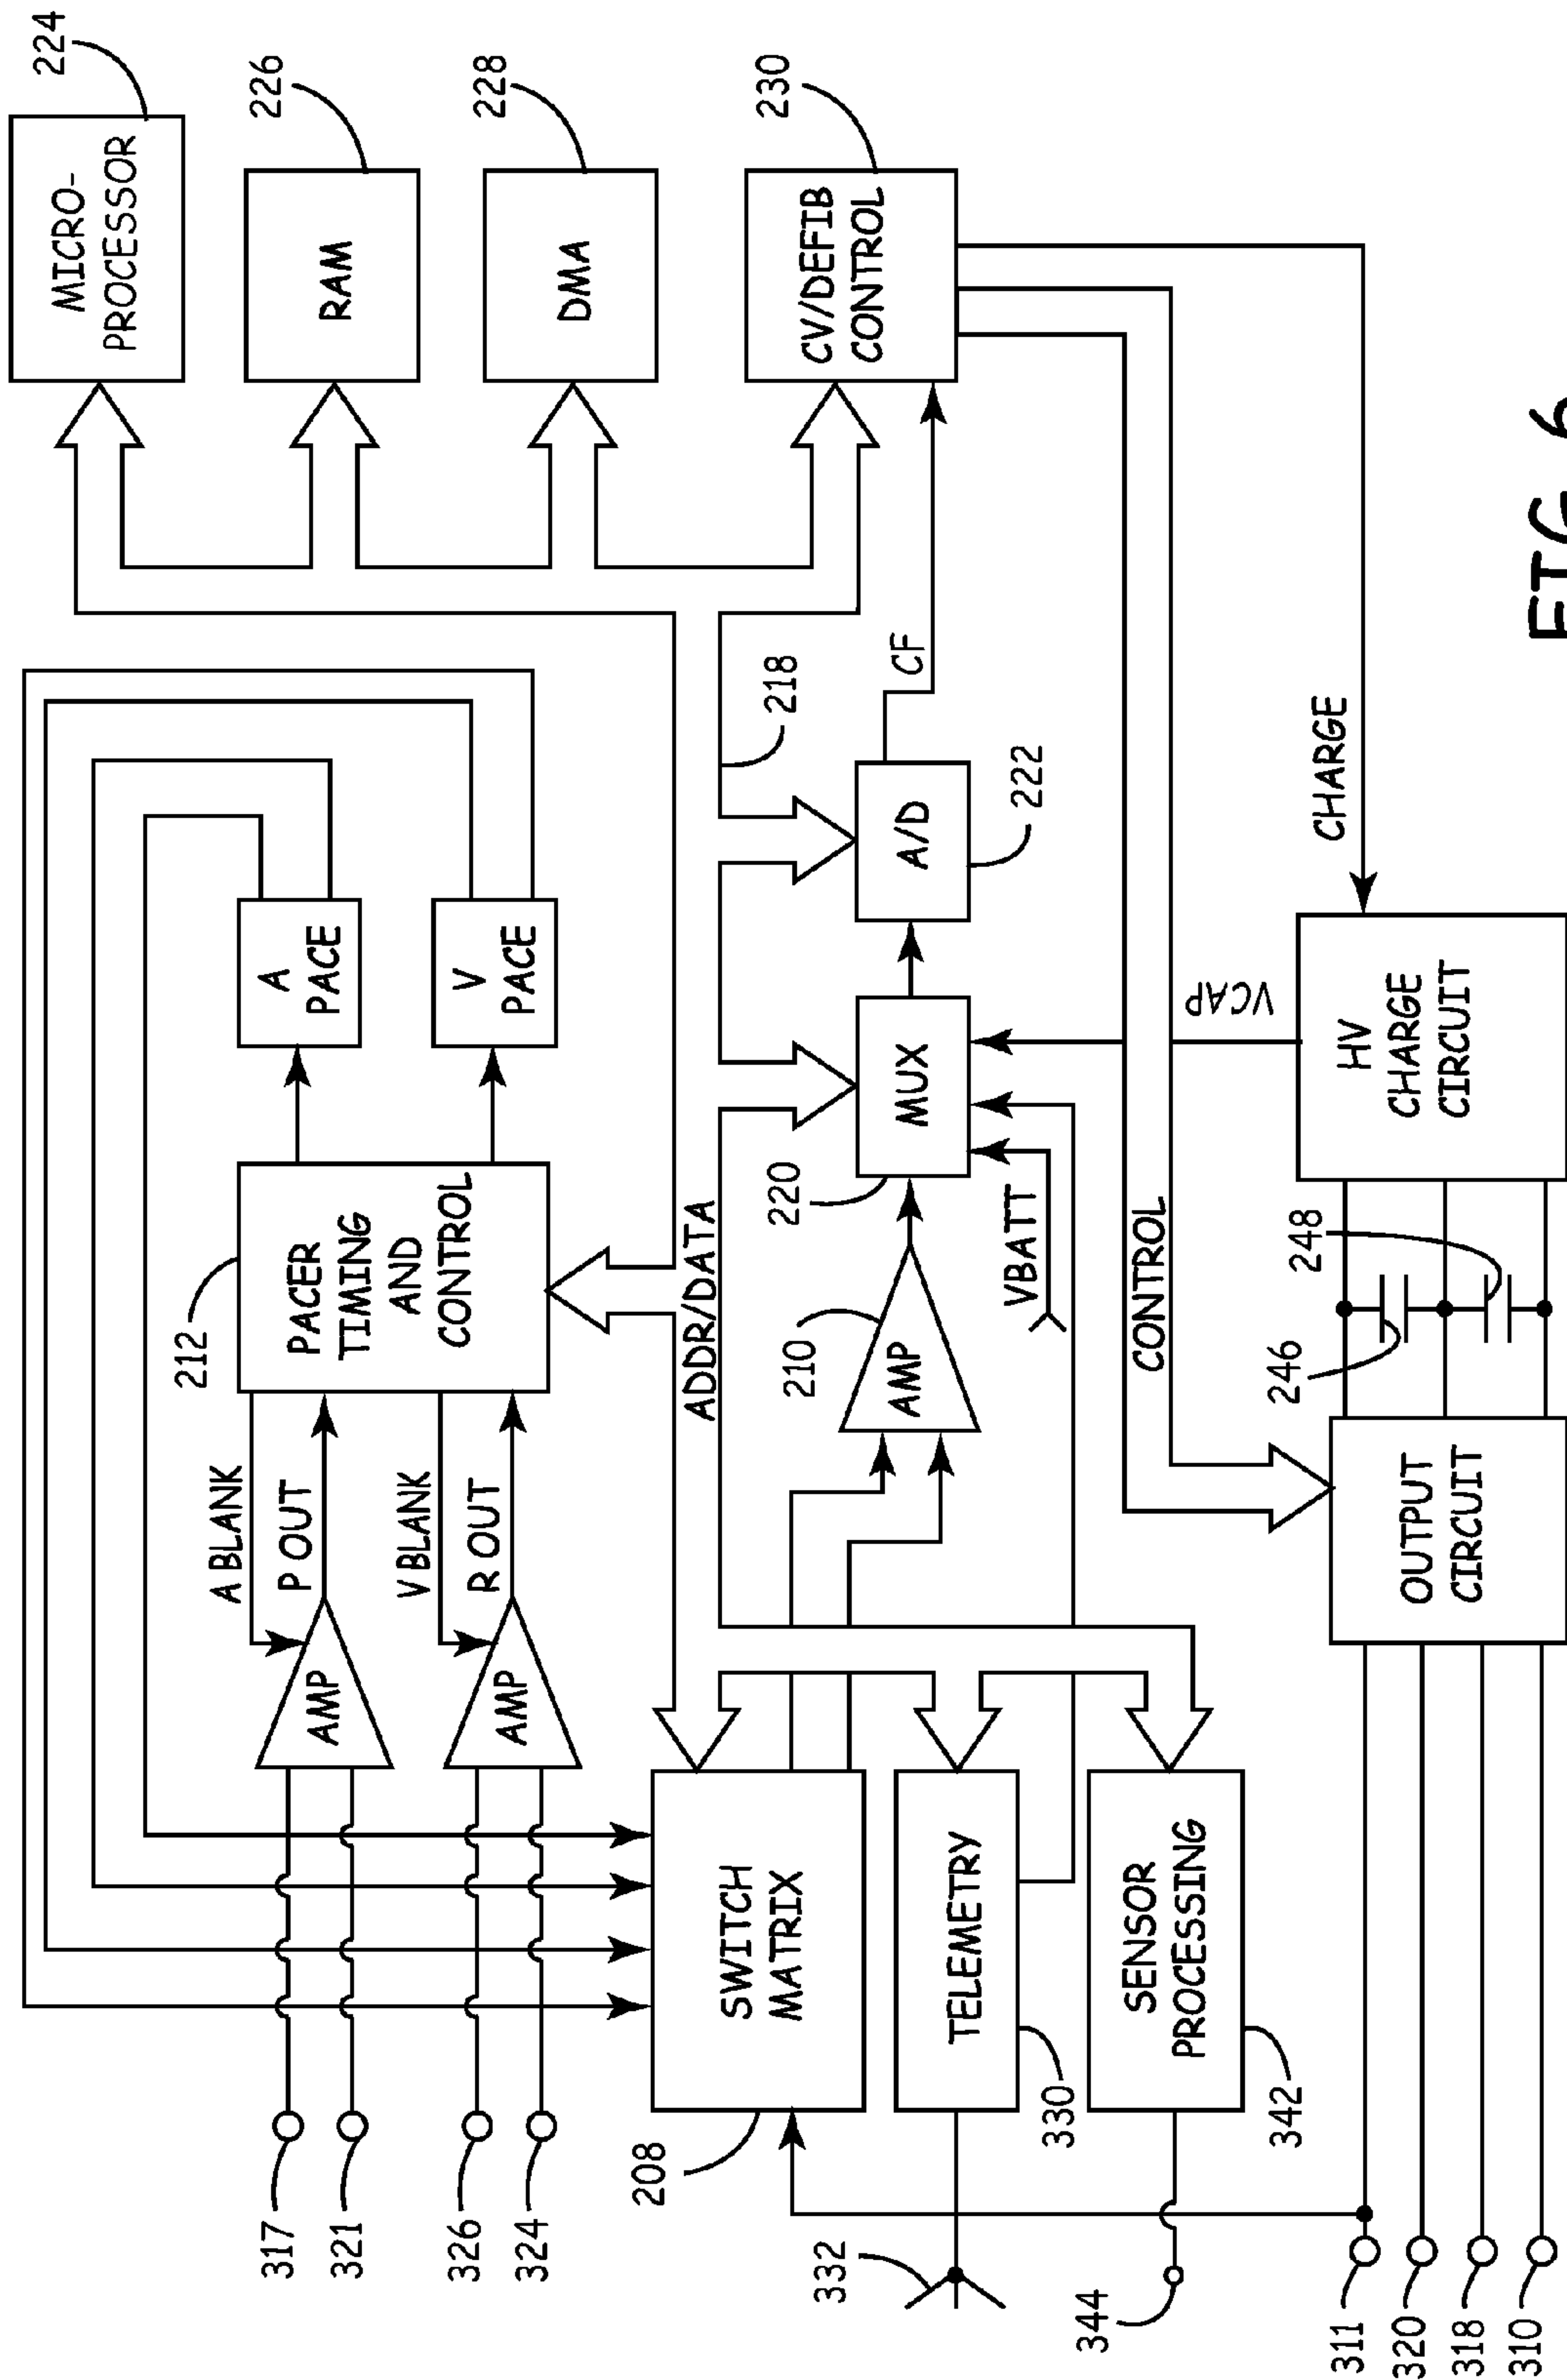 224
MICRO-
PROCESSOR
226
RAM
228
DMA
230
CV/DEFIB
CONTROL
212
PACER
TIMING
AND
CONTROL
A
PACE
V
PACE
A BLANK
P OUT
V BLANK
R OUT
AMP
AMP
317
321
326
324
ADDR/DATA
218
CF
A/D
222
MUX
220
210
AMP
VBATT
VCAP
CONTROL
CHARGE
SWITCH
MATRIX
208
TELEMETRY
330
332
SENSOR
PROCESSING
342
344
HV
CHARGE
CIRCUIT
246
248
OUTPUT
CIRCUIT
311
320
318
310
FIG. 6